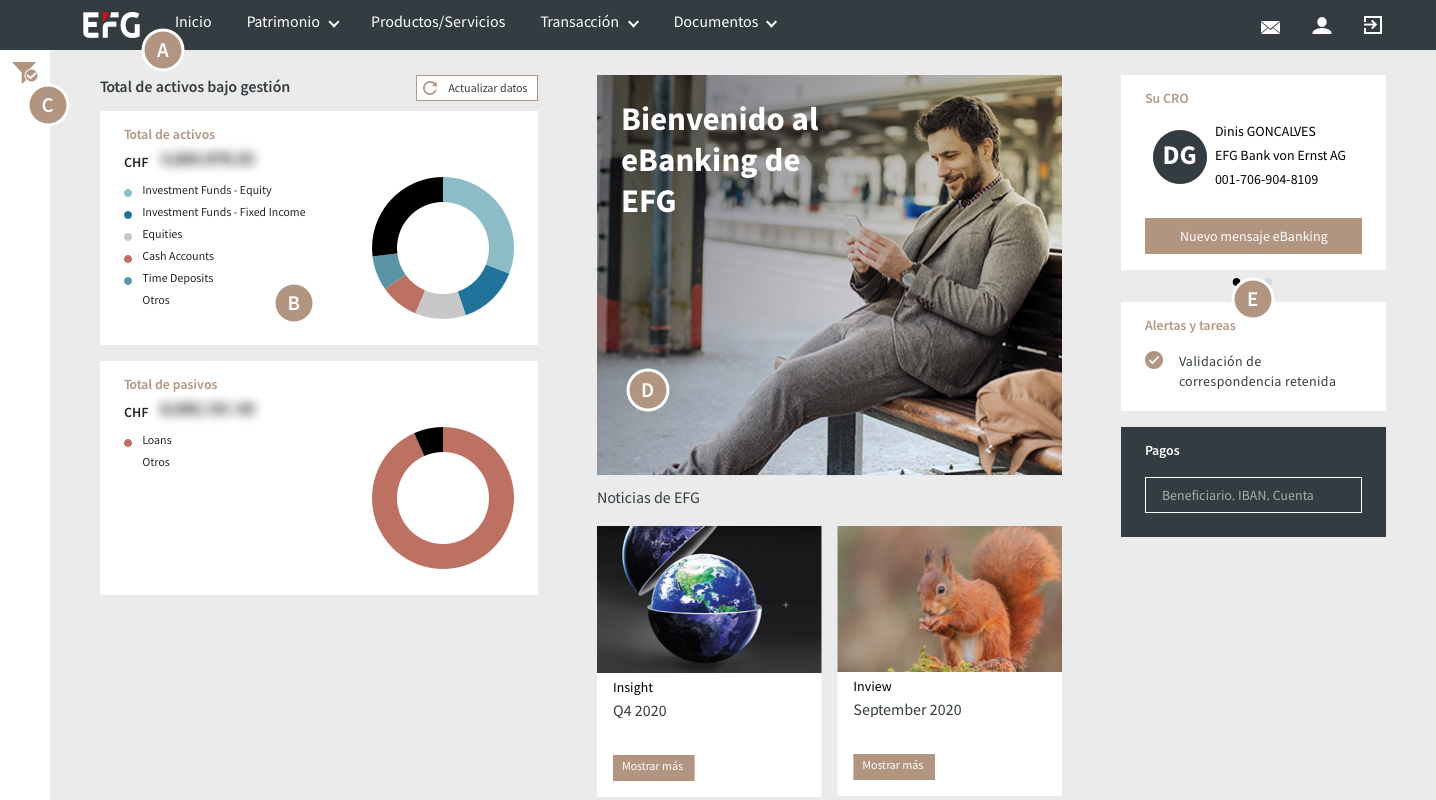 EFG
Inicio
Patrimonio
Productos/Servicios
Transacción
Documentos
A
C
Total de activos bajo gestión
Actualizar datos
Total de activos
CHF
Investment Funds - Equity
Investment Funds - Fixed Income
Equities
Cash Accounts
Time Deposits
Otros
B
Total de pasivos
CHF
Loans
Otros
Bienvenido al
eBanking de
EFG
D
Noticias de EFG
Insight
Q4 2020
Mostrar más
Inview
September 2020
Mostrar más
Su CRO
DG
Dinis GONCALVES
EFG Bank von Ernst AG
001-706-904-8109
Nuevo mensaje eBanking
E
Alertas y tareas
Validación de
correspondencia retenida
Pagos
Beneficiario. IBAN. Cuenta